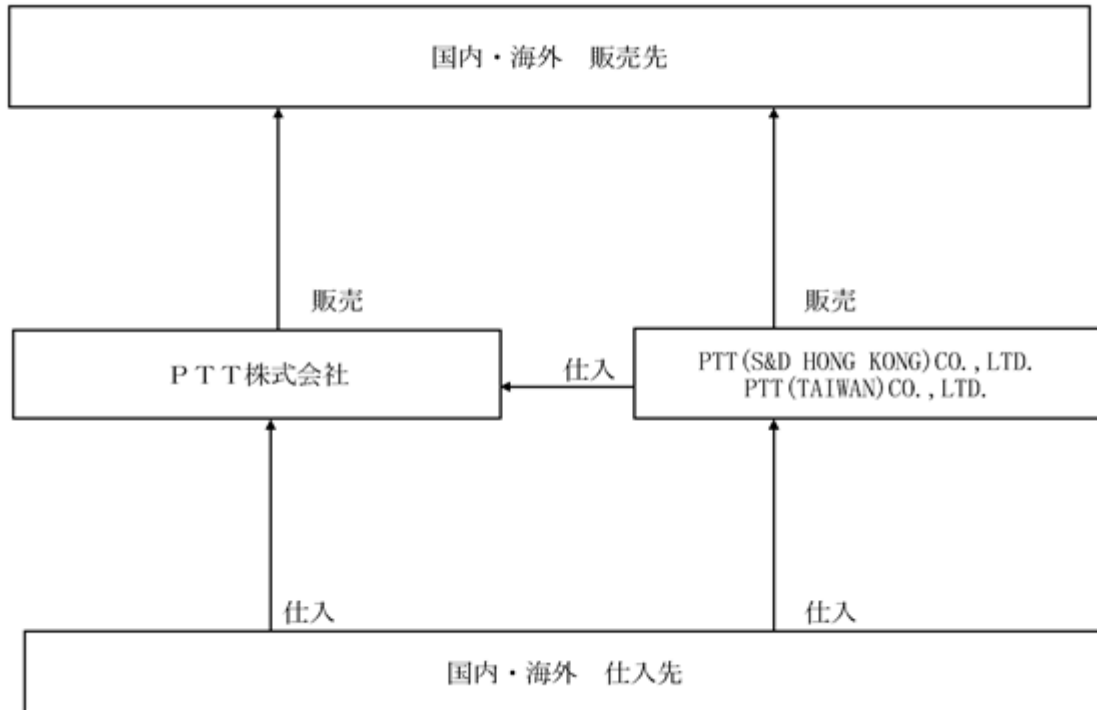 国内・海外　販売先
販売
販売
ＰＴＴ株式会社
仕入
PTT(S&D HONG KONG)CO.,LTD.
PTT(TAIWAN)CO.,LTD.
仕入
仕入
国内・海外　仕入先